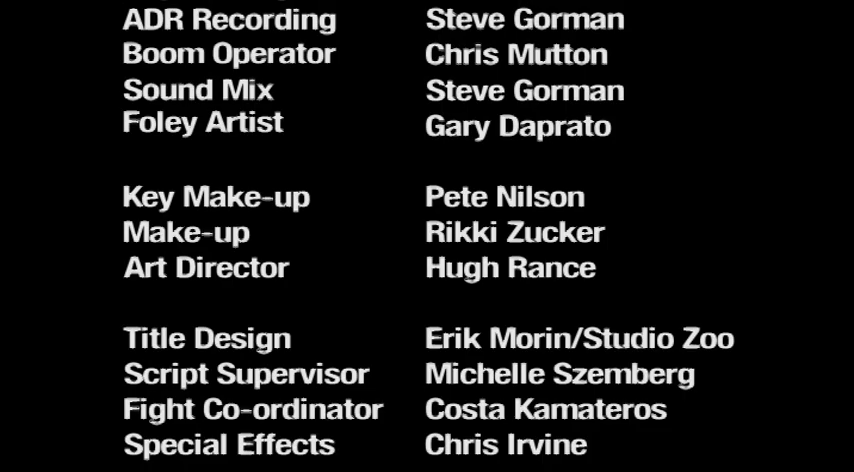 ADR Recording Steve Gorman
Boom Operator Chris Mutton
Sound Mix Steve Gorman
Foley Artist Gary Daprato
Key Make-up Pete Nilson
Make-up Rikki Zucker
Art Director Hugh Rance
Title Design Erik Morin/Studio Zoo
Script Supervisor Michelle Szemberg
Fight Co-ordinator Costa Kamateros
Special Effects Chris Irvine